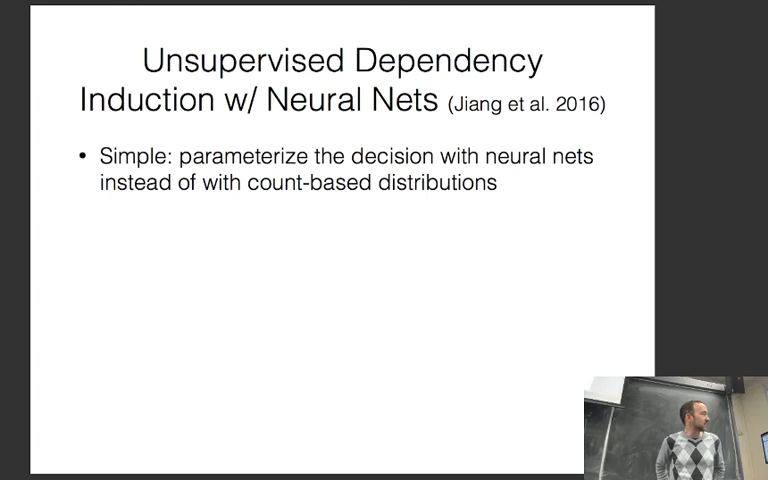 Unsupervised Dependency
Induction w/ Neural Nets (Jiang et al. 2016)
• Simple: parameterize the decision with neural nets
instead of with count-based distributions